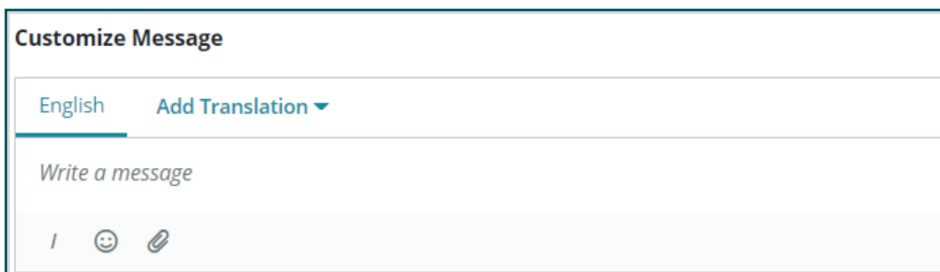 Customize Message
English Add Translation
Write a message
I